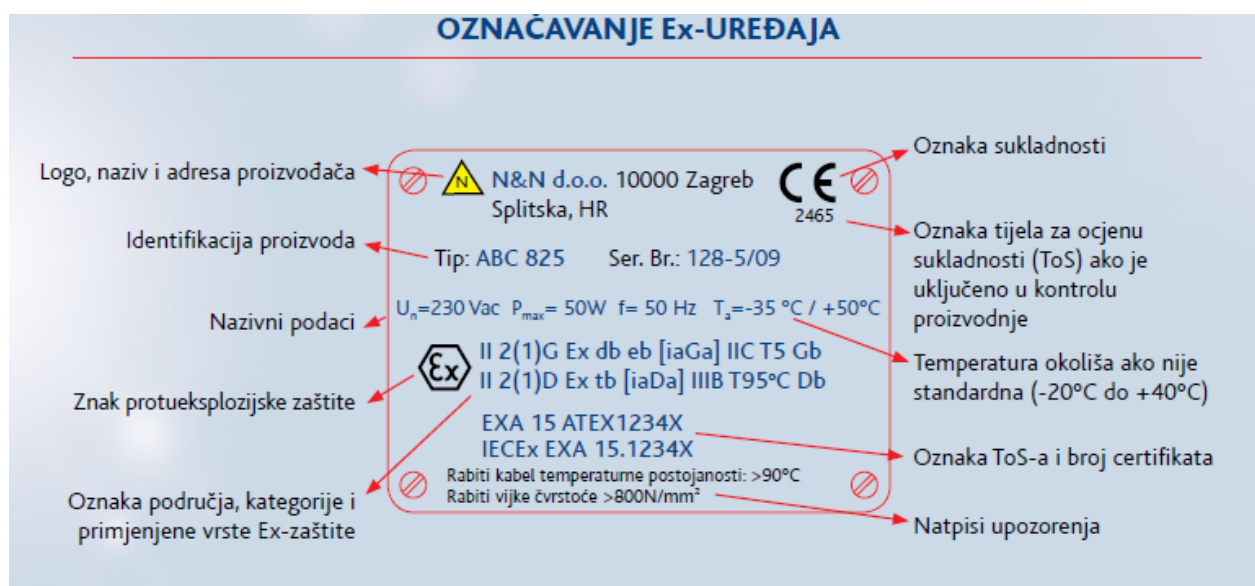 OZNAČAVANJE Ex-UREĐAJA
Logo, naziv i adresa proizvođača
Identifikacija proizvoda
Nazivni podaci
Znak protueksplozijske zaštite
Oznaka područja, kategorije i
primjenjene vrste Ex-zaštite
N
N&N d.o.o. 10000 Zagreb
Splitska, HR
CE
2465
Tip: ABC 825 Ser. Br.: 128-5/09
Uₙ=230 Vac Pₘₐₓ= 50W f= 50 Hz Tₐ=-35 °C / +50°C
Ex
II 2(1)G Ex db eb [iaGa] IIC T5 Gb
II 2(1)D Ex tb [iaDa] IIIB T95°C Db
EXA 15 ATEX1234X
IECEx EXA 15.1234X
Rabiti kabel temperaturne postojanosti: >90°C
Rabiti vijke čvrstoće >800N/mm²
Oznaka sukladnosti
Oznaka tijela za ocjenu
sukladnosti (ToS) ako je
uključeno u kontrolu
proizvodnje
Temperatura okoliša ako nije
standardna (-20°C do +40°C)
Oznaka ToS-a i broj certifikata
Natpisi upozorenja